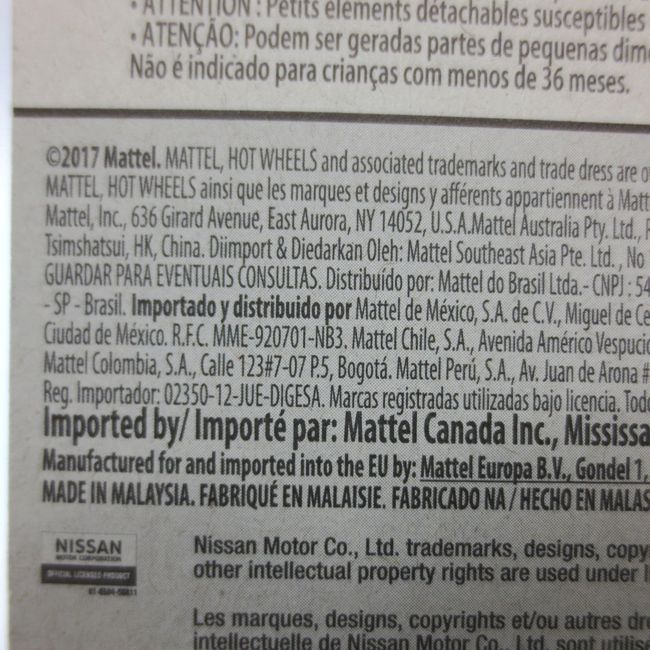 • ATTENTION : Petits éléments détachables susceptibles
• ATENÇÃO: Podem ser geradas partes de pequenas dime
Não é indicado para crianças com menos de 36 meses.
©2017 Mattel. MATTEL, HOT WHEELS and associated trademarks and trade dress are o
MATTEL, HOT WHEELS ainsi que les marques et designs y afférents appartiennent à Matt
Mattel, Inc., 636 Girard Avenue, East Aurora, NY 14052, U.S.A.Mattel Australia Pty. Ltd.,
Tsimshatsui, HK, China. Diimport & Diedarkan Oleh: Mattel Southeast Asia Pte. Ltd. , No
GUARDAR PARA EVENTUAIS CONSULTAS. Distribuído por: Mattel do Brasil Ltda.- CNPJ : 54
- SP - Brasil. Importado y distribuido por Mattel de México, S.A. de C.V., Miguel de Ce
Ciudad de México. R.F.C. MME-920701-NB3. Mattel Chile, S.A., Avenida Américo Vespucio
Mattel Colombia, S.A., Calle 123#7-07 P.5, Bogotá. Mattel Perú, S.A., Av. Juan de Arona #
Reg. Importador: 02350-12-JUE-DIGESA. Marcas registradas utilizadas bajo licencia. Todo
Imported by/ Importé par: Mattel Canada Inc., Mississa
Manufactured for and imported into the EU by: Mattel Europa B.V., Gondel 1,
MADE IN MALAYSIA. FABRIQUÉ EN MALAISIE. FABRICADO NA / HECHO EN MALAS
NISSAN
MOTOR CORPORATION
OFFICIAL LICENSED PRODUCT
Nissan Motor Co., Ltd. trademarks, designs, copy
other intellectual property rights are used under l
Les marques, designs, copyrights et/ou autres dro
intellectuelle de Nissan Motor Co., Ltd. sont utilise